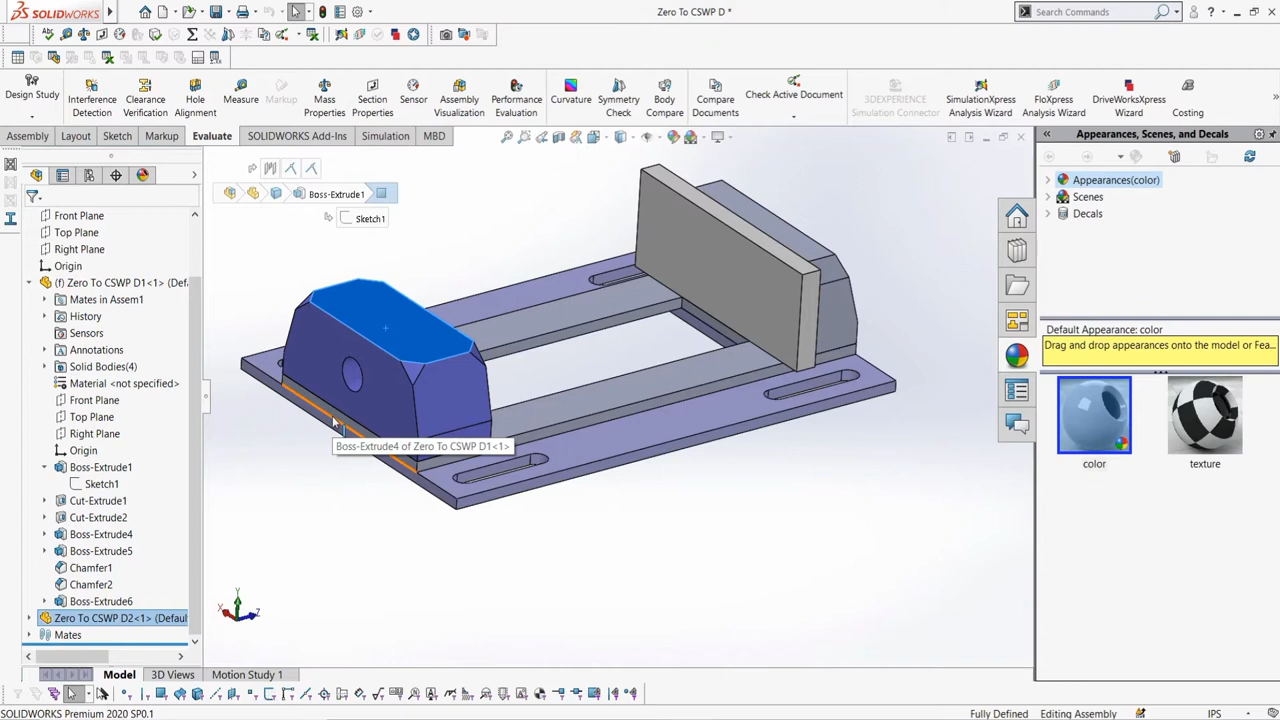 SOLIDWORKS
Zero To CSWP D *
Search Commands
Design Study
Interference Detection
Clearance Verification
Hole Alignment
Measure
Markup
Mass Properties
Section Properties
Sensor
Assembly Visualization
Performance Evaluation
Curvature
Symmetry Check
Body Compare
Compare Documents
Check Active Document
3DEXPERIENCE Simulation Connector
SimulationXpress Analysis Wizard
FloXpress Analysis Wizard
DriveWorksXpress Wizard
Costing
Assembly
Layout
Sketch
Markup
Evaluate
SOLIDWORKS Add-Ins
Simulation
MBD
Appearances, Scenes, and Decals
Appearances(color)
Scenes
Decals
Boss-Extrude1
Sketch1
Front Plane
Top Plane
Right Plane
Origin
(f) Zero To CSWP D1<1> (Def
Mates in Assem1
History
Sensors
Annotations
Solid Bodies(4)
Material <not specified>
Front Plane
Top Plane
Right Plane
Origin
Boss-Extrude1
Sketch1
Cut-Extrude1
Cut-Extrude2
Boss-Extrude4
Boss-Extrude5
Chamfer1
Chamfer2
Boss-Extrude6
Zero To CSWP D2<1> (Defau
Mates
Boss-Extrude4 of Zero To CSWP D1<1>
Y
X
Z
Default Appearance: color
Drag and drop appearances onto the model or Fea...
color
texture
Model
3D Views
Motion Study 1
SOLIDWORKS Premium 2020 SP0.1
Fully Defined
Editing Assembly
IPS